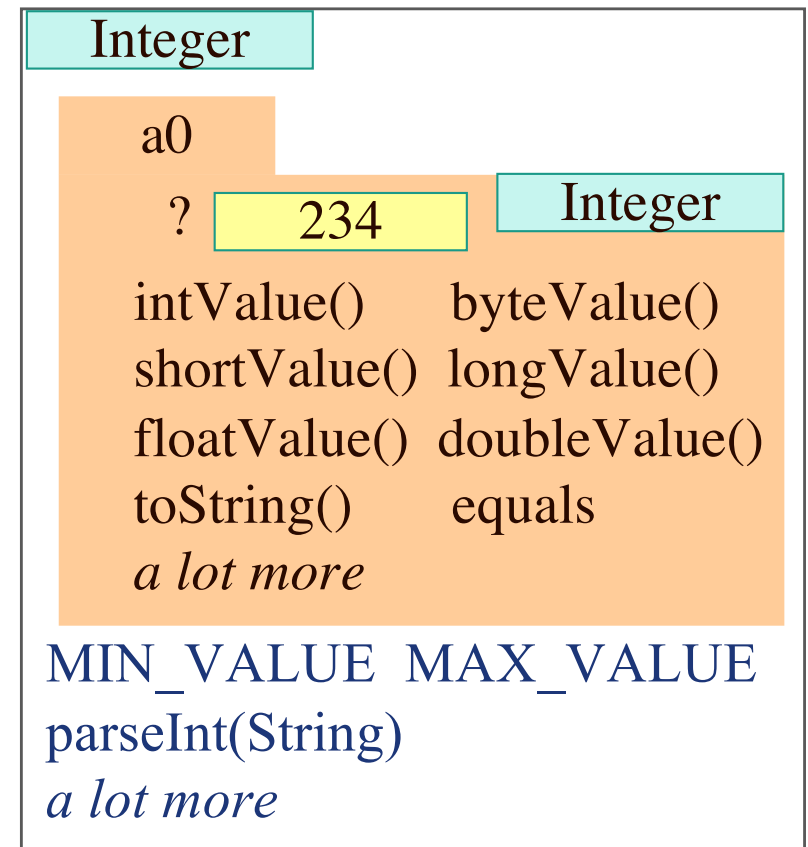 Integer
a0
? 234 Integer
intValue() byteValue()
shortValue() longValue()
floatValue() doubleValue()
toString() equals
a lot more
MIN_VALUE MAX_VALUE
parseInt(String)
a lot more